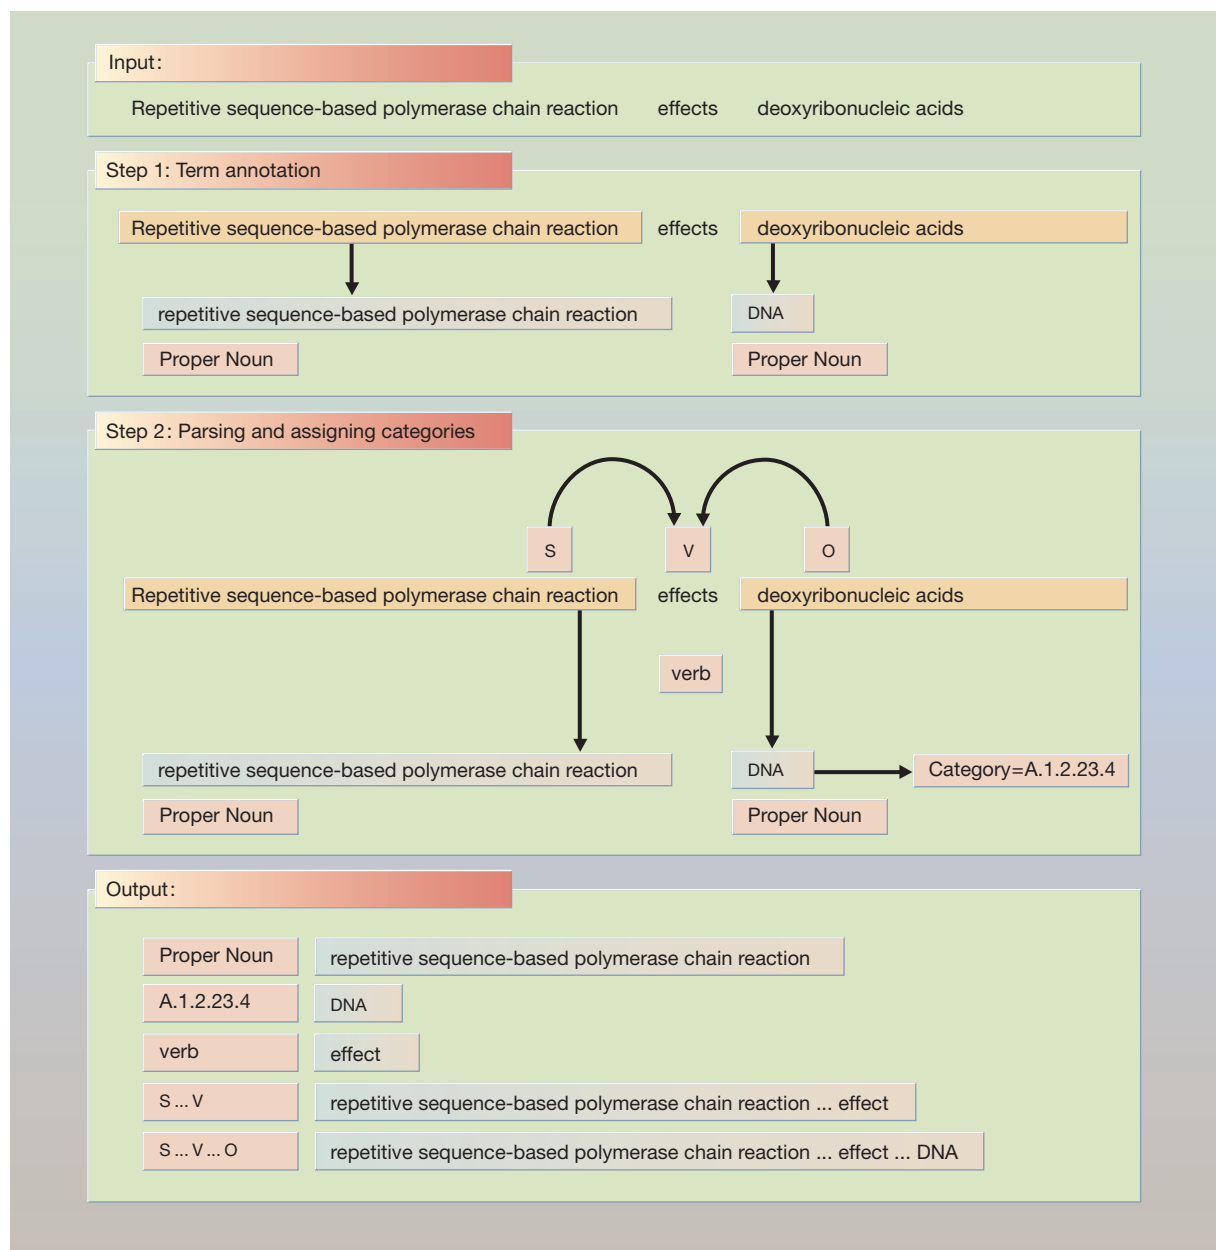 Input:
Repetitive sequence-based polymerase chain reaction effects deoxyribonucleic acids
Step 1: Term annotation
Repetitive sequence-based polymerase chain reaction effects deoxyribonucleic acids
repetitive sequence-based polymerase chain reaction DNA
Proper Noun Proper Noun
Step 2: Parsing and assigning categories
S V O
Repetitive sequence-based polymerase chain reaction effects deoxyribonucleic acids
verb
repetitive sequence-based polymerase chain reaction DNA Category=A.1.2.23.4
Proper Noun Proper Noun
Output:
Proper Noun repetitive sequence-based polymerase chain reaction
A.1.2.23.4 DNA
verb effect
S ... V repetitive sequence-based polymerase chain reaction ... effect
S ... V ... O repetitive sequence-based polymerase chain reaction ... effect ... DNA